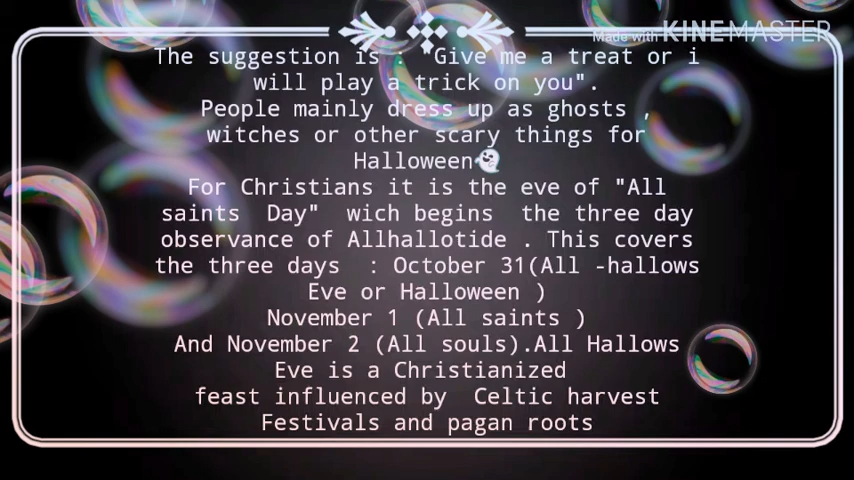 Made with KINEMASTER
The suggestion is : "Give me a treat or i
will play a trick on you".
People mainly dress up as ghosts ,
witches or other scary things for
Halloween👻
For Christians it is the eve of "All
saints Day" wich begins the three day
observance of Allhallotide . This covers
the three days : October 31(All -hallows
Eve or Halloween )
November 1 (All saints )
And November 2 (All souls).All Hallows
Eve is a Christianized
feast influenced by Celtic harvest
Festivals and pagan roots